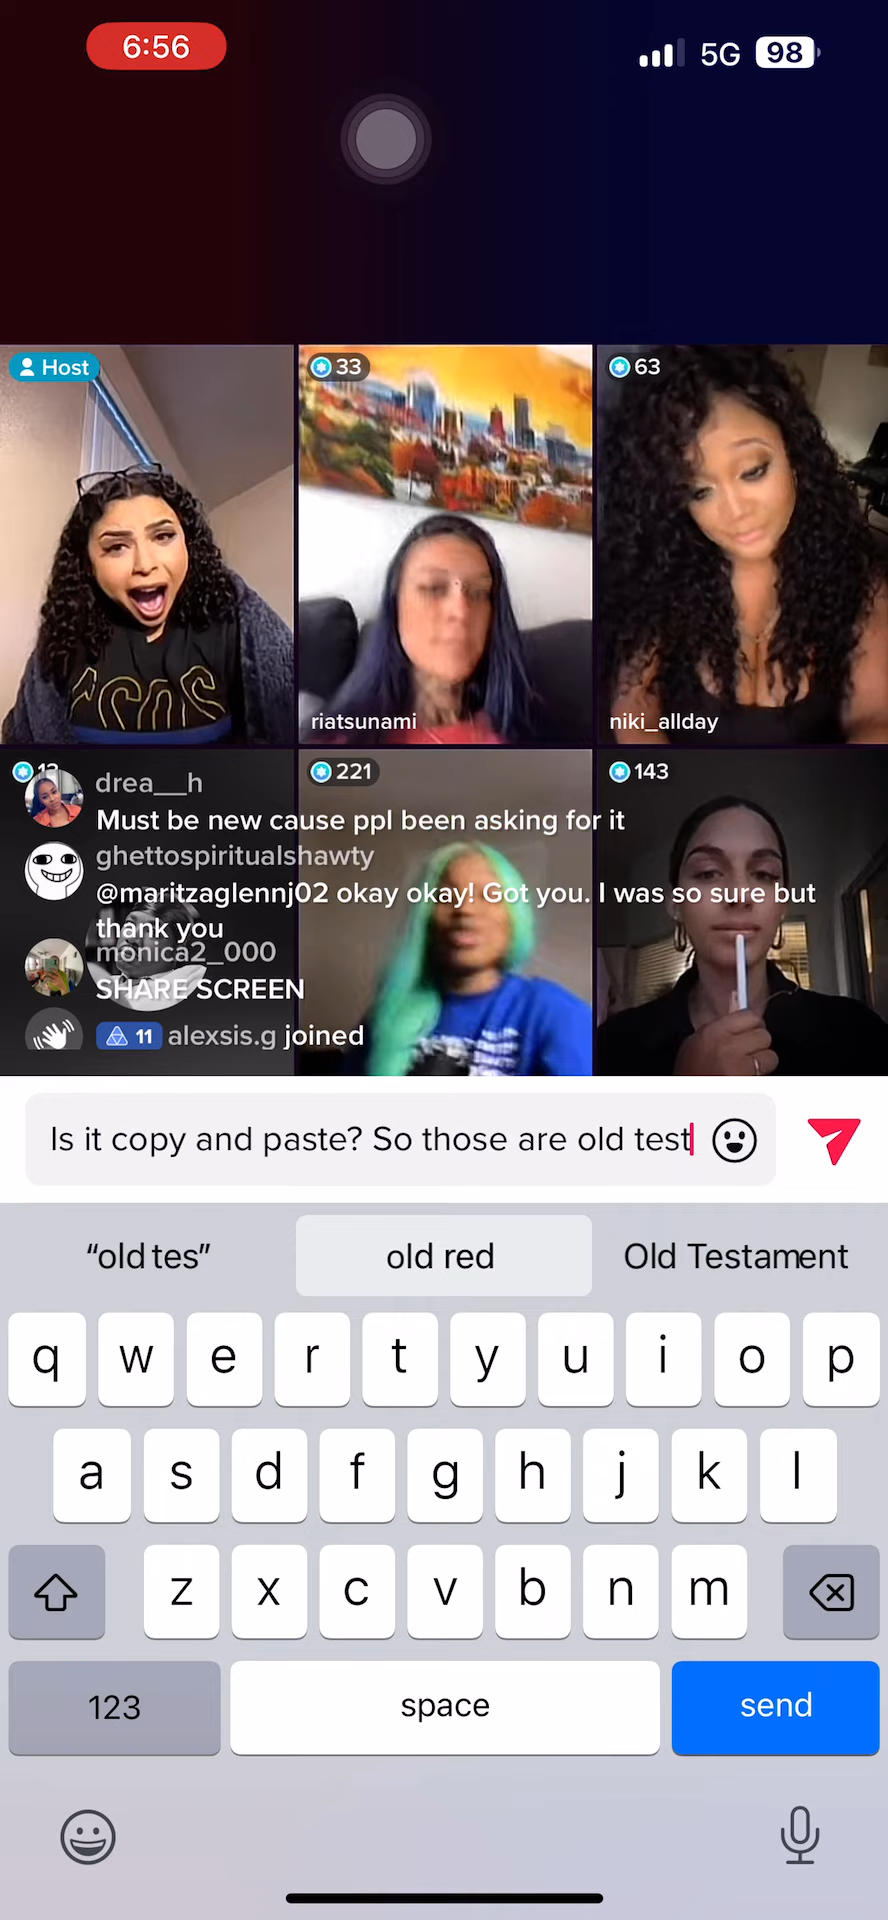 6:56
5G 98
Host
33
63
riatsunami
niki_allday
221
143
drea__h
Must be new cause ppl been asking for it
ghettospiritualshawty
@maritzaglennj02 okay okay! Got you. I was so sure but
thank you
monica2_000
SHARE SCREEN
11 alexsis.g joined
Is it copy and paste? So those are old test
“old tes” old red Old Testament
q w e r t y u i o p
a s d f g h j k l
z x c v b n m
123 space send